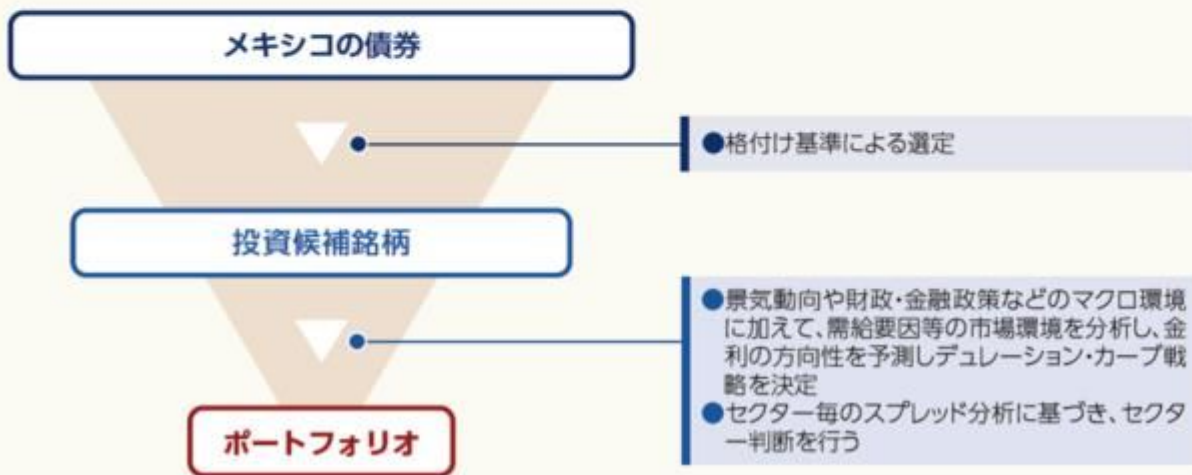 メキシコの債券
●格付け基準による選定
投資候補銘柄
●景気動向や財政・金融政策などのマクロ環境
に加えて、需給要因等の市場環境を分析し、金
利の方向性を予測しデュレーション・カーブ戦
略を決定
●セクター毎のスプレッド分析に基づき、セクタ
ー判断を行う
ポートフォリオ